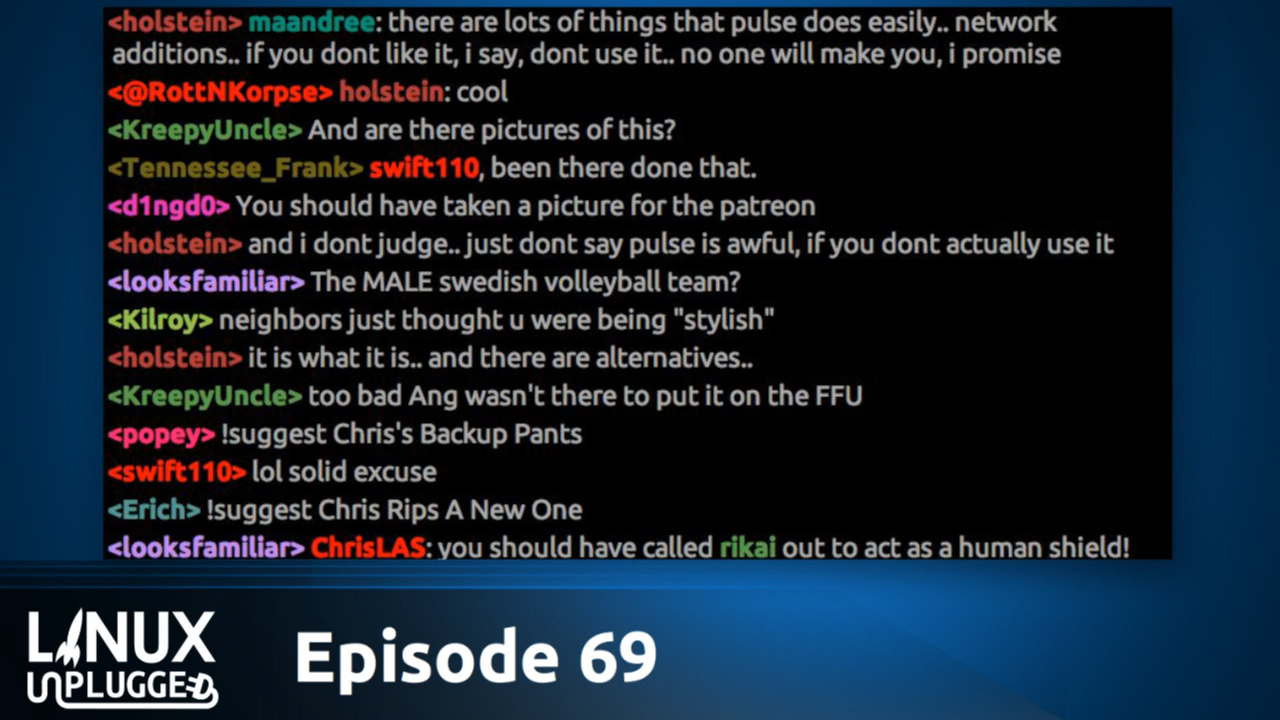 <holstein> maandree: there are lots of things that pulse does easily.. network
additions.. if you dont like it, i say, dont use it.. no one will make you, i promise
<@RottNKorpse> holstein: cool
<KreepyUncle> And are there pictures of this?
<Tennessee_Frank> swift110, been there done that.
<d1ngd0> You should have taken a picture for the patreon
<holstein> and i dont judge.. just dont say pulse is awful, if you dont actually use it
<looksfamiliar> The MALE swedish volleyball team?
<Kilroy> neighbors just thought u were being "stylish"
<holstein> it is what it is.. and there are alternatives..
<KreepyUncle> too bad Ang wasn't there to put it on the FFU
<popey> !suggest Chris's Backup Pants
<swift110> lol solid excuse
<Erich> !suggest Chris Rips A New One
<looksfamiliar> ChrisLAS: you should have called rikai out to act as a human shield!
LINUX
UNPLUGGED
Episode 69